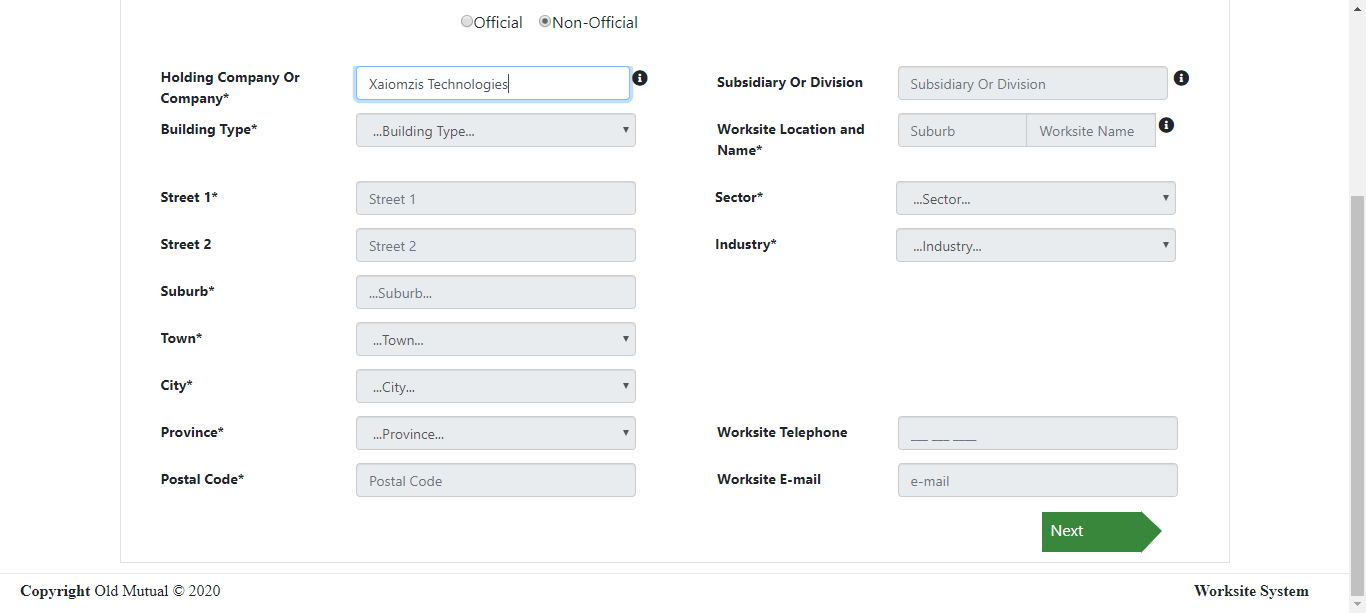 Official Non-Official
Holding Company Or
Company*
Xaiomzis Technologies
Subsidiary Or Division
Subsidiary Or Division
Building Type*
...Building Type...
Worksite Location and
Name*
Suburb
Worksite Name
Street 1*
Street 1
Sector*
...Sector...
Street 2
Street 2
Industry*
...Industry...
Suburb*
...Suburb...
Town*
...Town...
City*
...City...
Province*
...Province...
Worksite Telephone
___ ___ ____
Postal Code*
Postal Code
Worksite E-mail
e-mail
Next
Copyright Old Mutual © 2020
Worksite System